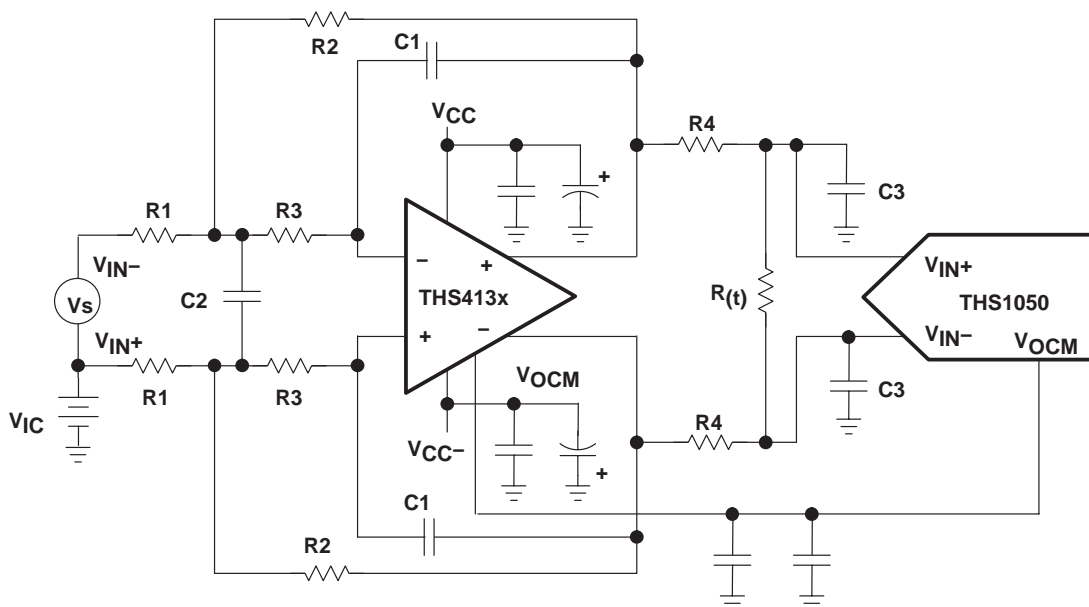 R2
C1
VCC
R4
+
C3
R1
R3
VIN−
−
+
VIN+
Vs
C2
THS413x
R(t)
THS1050
VIN+
+
−
VIN−
VOCM
R1
R3
VOCM
C3
VIC
R4
VCC−
+
C1
R2